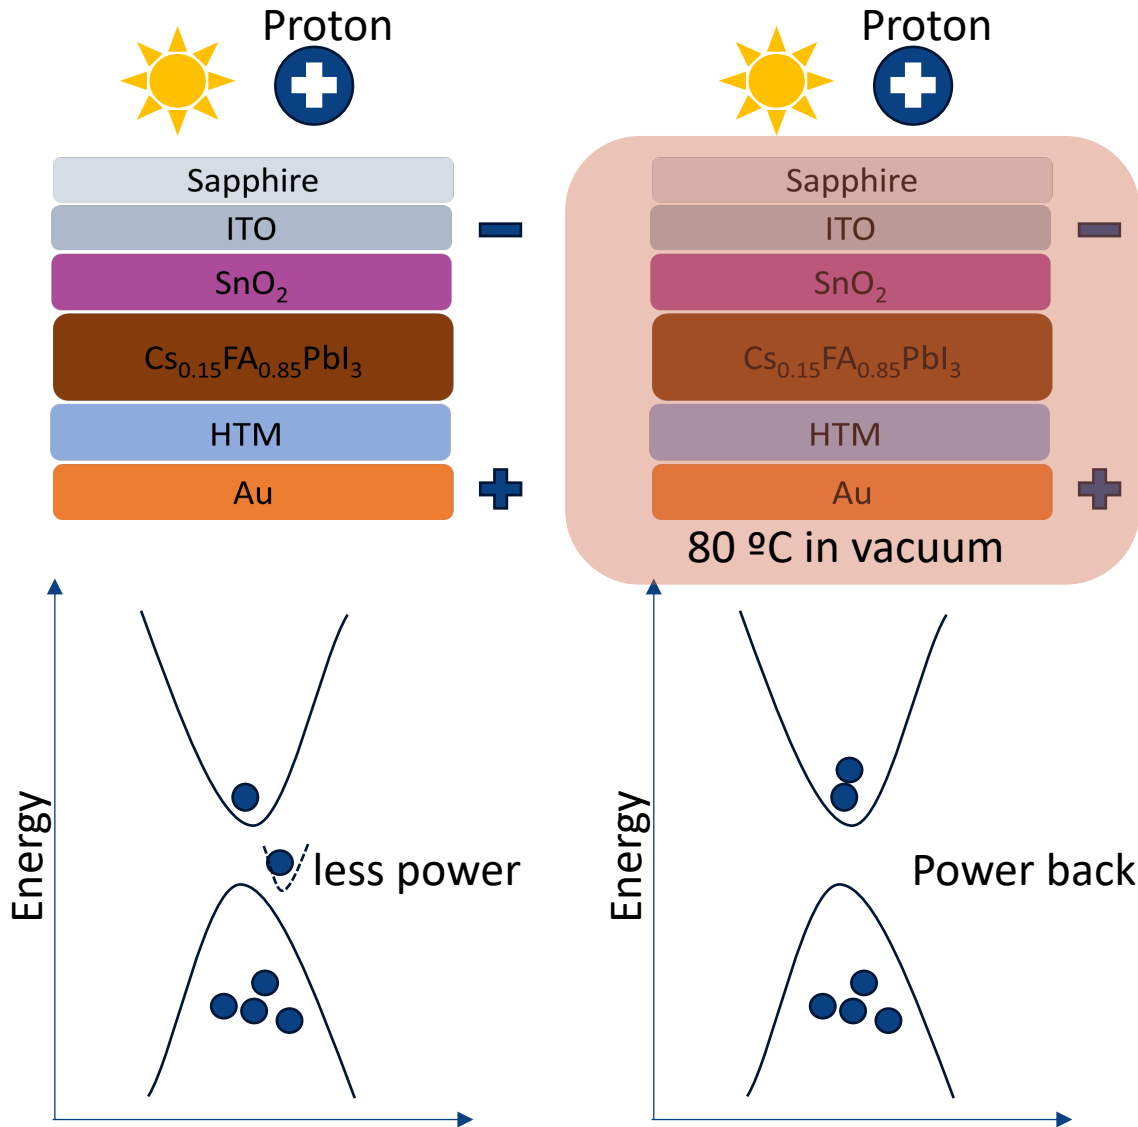 Proton
Sapphire
ITO
SnO₂
Cs₀.₁₅FA₀.₈₅PbI₃
HTM
Au
Energy
less power
Proton
Sapphire
ITO
SnO₂
Cs₀.₁₅FA₀.₈₅PbI₃
HTM
Au
80 ºC in vacuum
Energy
Power back